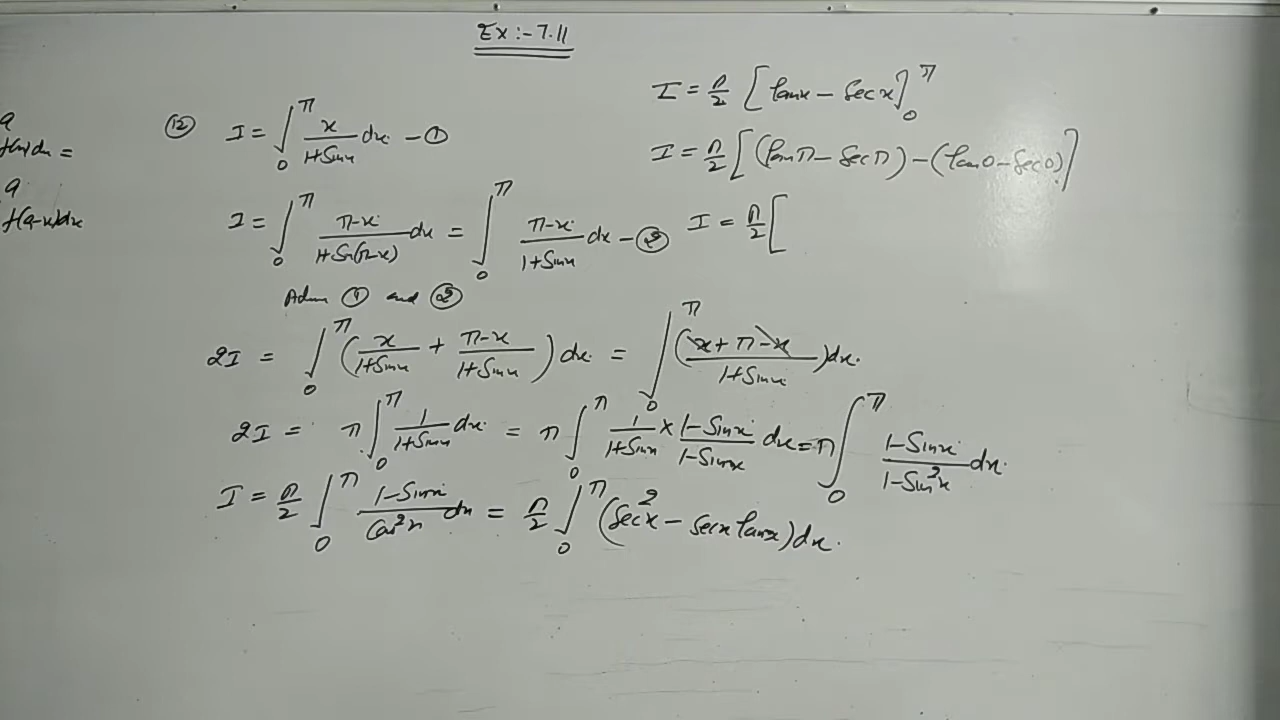 Ex :- 7.11
a
f(x)dx =
a
f(a-x)dx
⑫ I = ∫₀^π x/(1+Sinx) dx - ①
I = ∫₀^π (π-x)/(1+Sin(π-x)) dx = ∫₀^π (π-x)/(1+Sinx) dx - ②
① and ②
2I = ∫₀^π (x/(1+Sinx) + (π-x)/(1+Sinx)) dx = ∫₀^π ((x+π-x)/(1+Sinx)) dx.
2I = π ∫₀^π 1/(1+Sinx) dx = π ∫₀^π 1/(1+Sinx) × (1-Sinx)/(1-Sinx) dx = π ∫₀^π (1-Sinx)/(1-Sin²x) dx.
I = π/2 ∫₀^π (1-Sinx)/(Cos²x) dx = π/2 ∫₀^π (Sec²x - Secx tanx) dx.
I = π/2 [tanx - Secx]₀^π
I = π/2 [(tanπ - Secπ) - (tan0 - Sec0)]
I = π/2 [